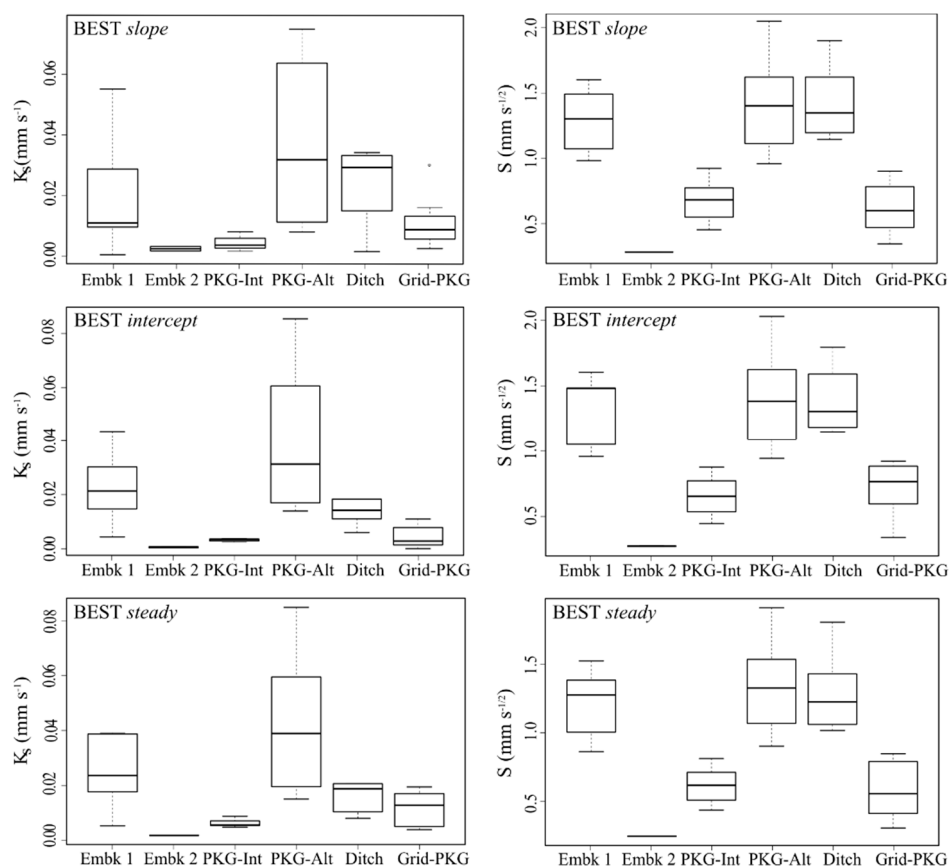 BEST slope
Kₛ(mm s⁻¹)
0.06
0.04
0.02
0.00
Embk 1 Embk 2 PKG-Int PKG-Alt Ditch Grid-PKG
BEST slope
S (mm s⁻¹/²)
2.0
1.5
1.0
0.5
Embk 1 Embk 2 PKG-Int PKG-Alt Ditch Grid-PKG
BEST intercept
Kₛ (mm s⁻¹)
0.08
0.06
0.04
0.02
0.00
Embk 1 Embk 2 PKG-Int PKG-Alt Ditch Grid-PKG
BEST intercept
S (mm s⁻¹/²)
2.0
1.5
1.0
0.5
Embk 1 Embk 2 PKG-Int PKG-Alt Ditch Grid-PKG
BEST steady
Kₛ (mm s⁻¹)
0.08
0.06
0.04
0.02
0.00
Embk 1 Embk 2 PKG-Int PKG-Alt Ditch Grid-PKG
BEST steady
S (mm s⁻¹/²)
1.5
1.0
0.5
Embk 1 Embk 2 PKG-Int PKG-Alt Ditch Grid-PKG